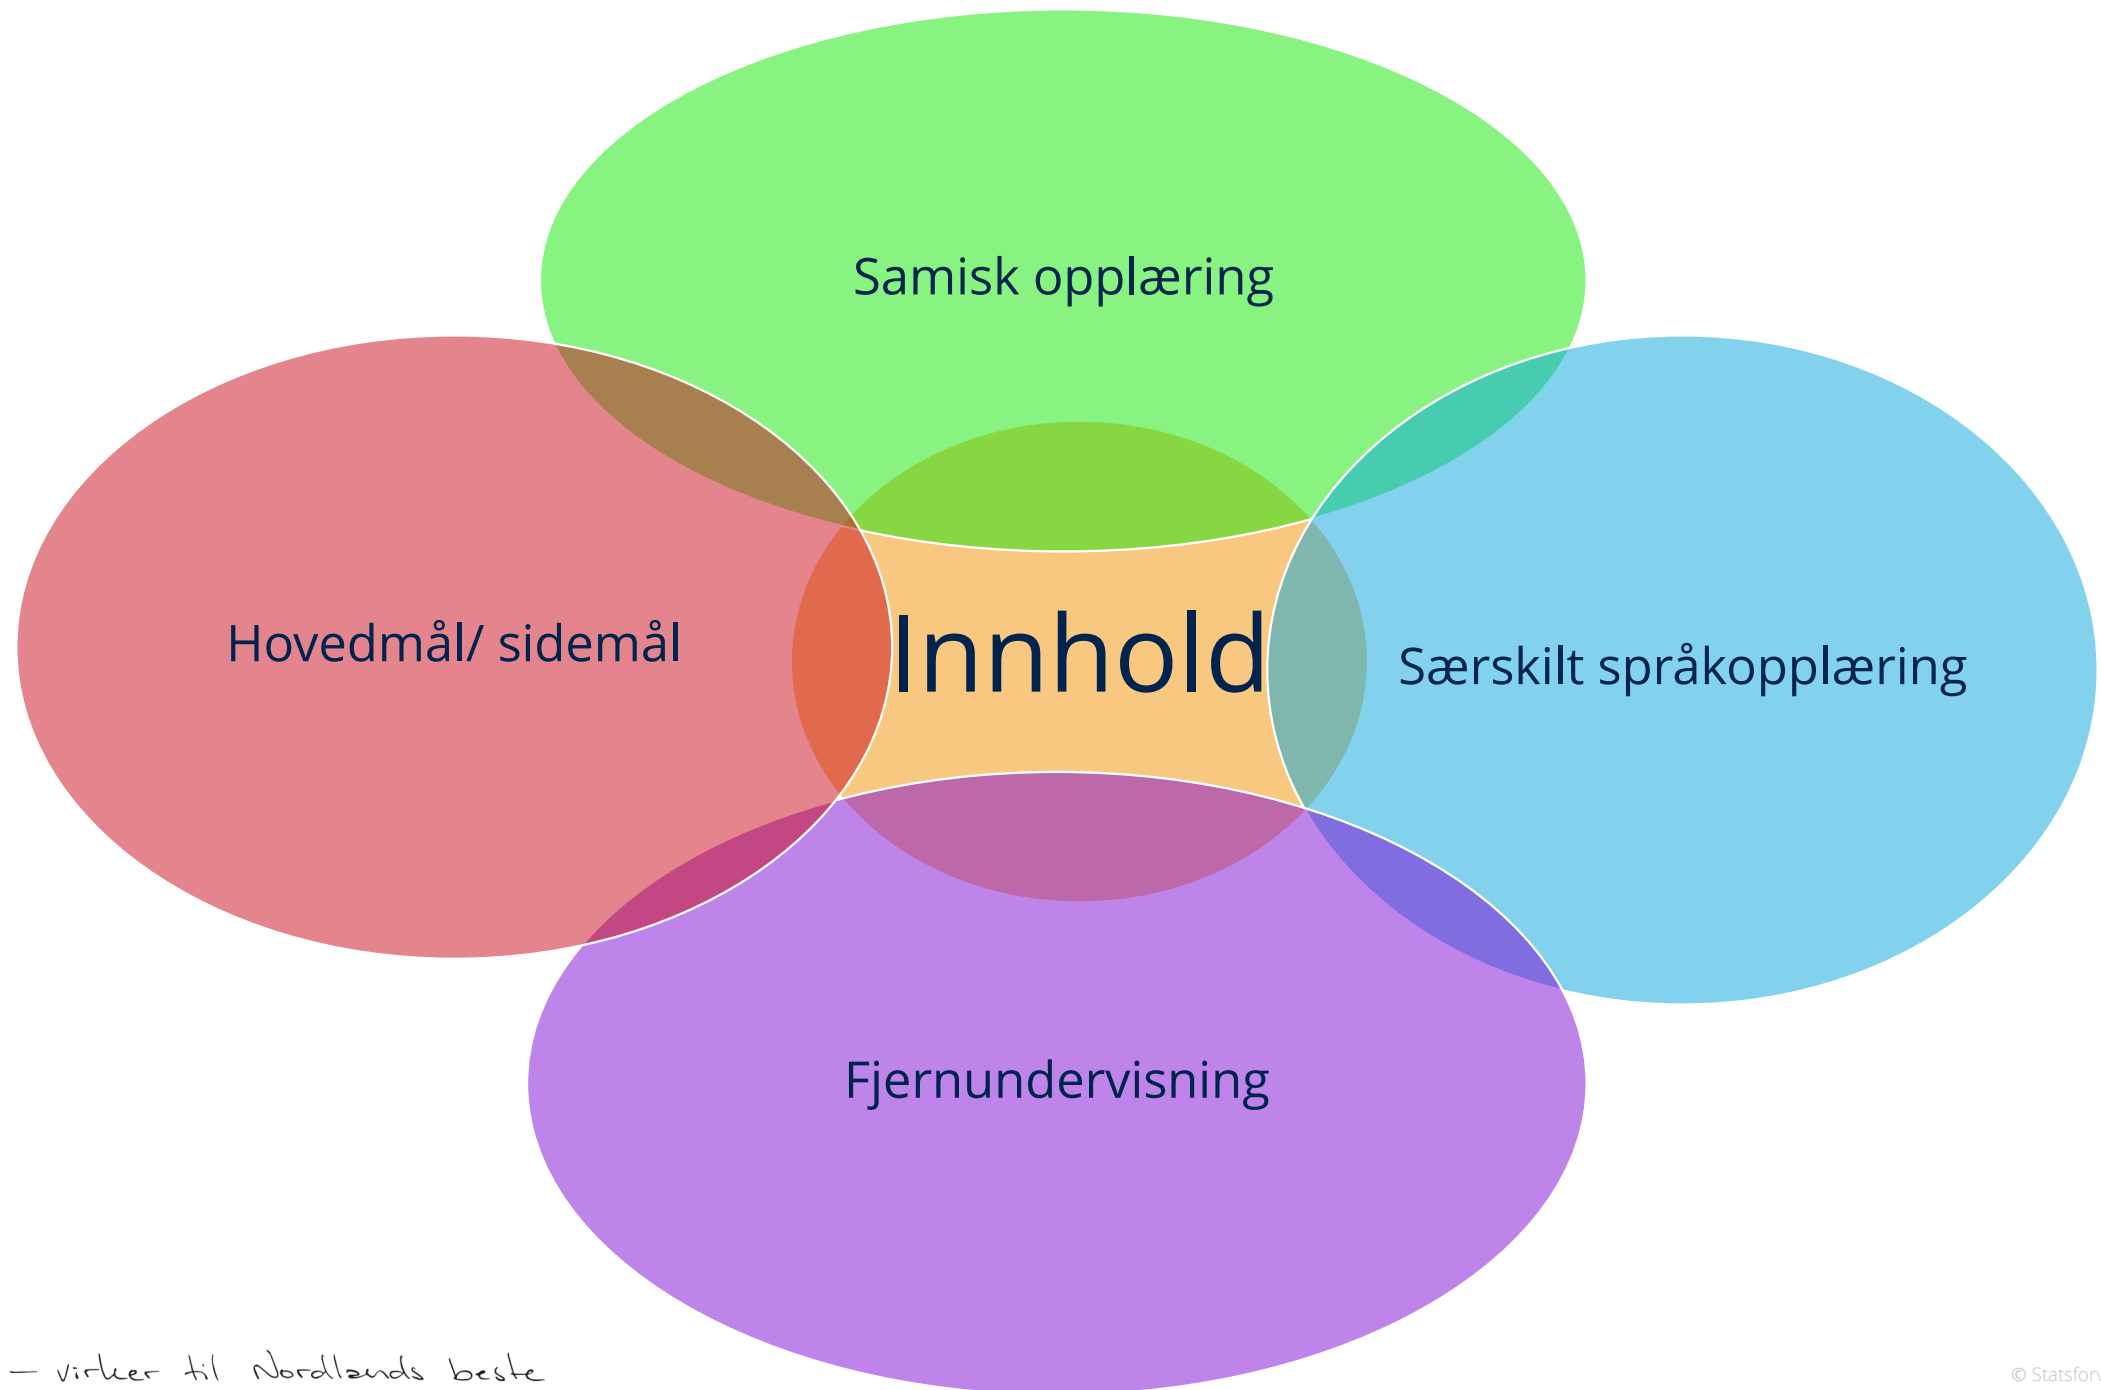 Samisk opplæring
Hovedmål/ sidemål
Innhold
Særskilt språkopplæring
Fjernundervisning
– virker til Nordlands beste
©